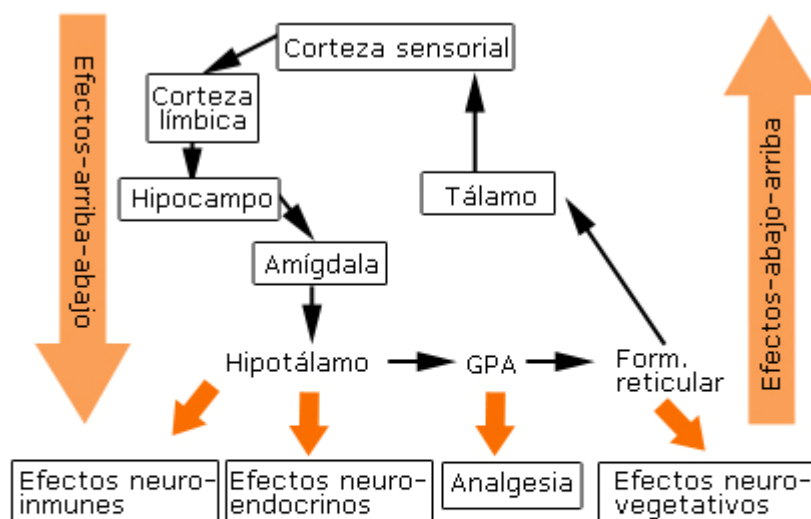 Efectos-arriba-abajo
Corteza sensorial
Corteza
límbica
Hipocampo
Tálamo
Amígdala
Efectos-abajo-arriba
Hipotálamo
GPA
Form.
reticular
Efectos neuro-
inmunes
Efectos neuro-
endocrinos
Analgesia
Efectos neuro-
vegetativos